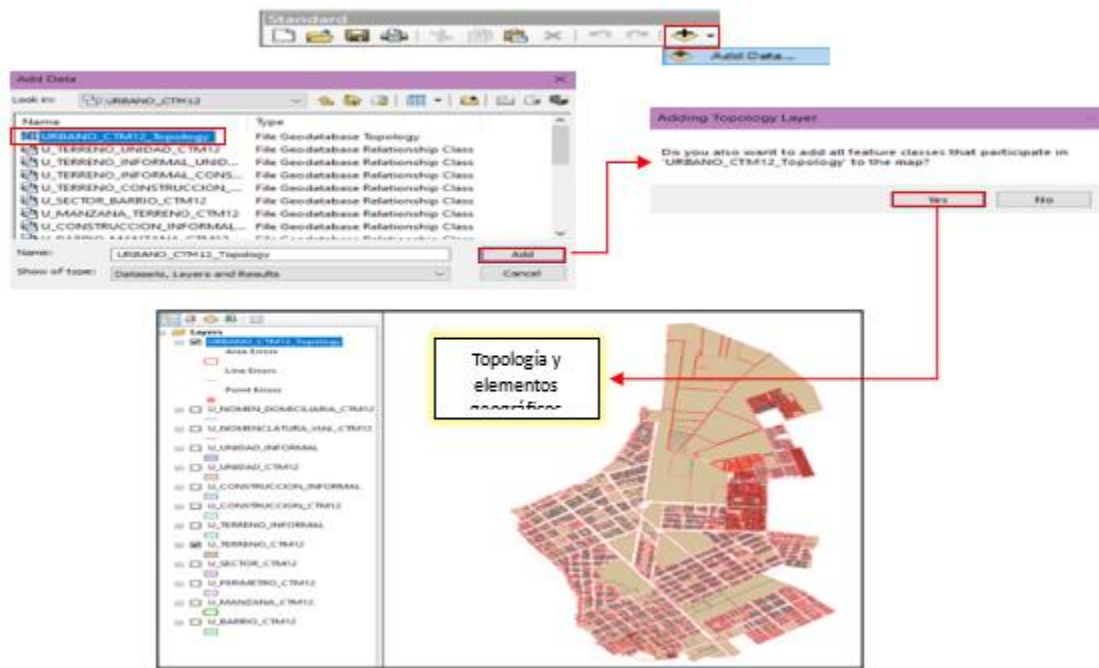 Standard
Add Data...
Add Data
Look in: URBANO_CTM12
Name Type
URBANO_CTM12_Topology File Geodatabase Topology
U_TERRENO_UNIDAD_CTM12 File Geodatabase Relationship Class
U_TERRENO_INFORMAL_UNID... File Geodatabase Relationship Class
U_TERRENO_INFORMAL_CONS... File Geodatabase Relationship Class
U_TERRENO_CONSTRUCCION_... File Geodatabase Relationship Class
U_SECTOR_BARRIO_CTM12 File Geodatabase Relationship Class
U_MANZANA_TERRENO_CTM12 File Geodatabase Relationship Class
U_CONSTRUCCION_INFORMAL... File Geodatabase Relationship Class
Name: URBANO_CTM12_Topology Add
Show of type: Datasets, Layers and Results Cancel
Adding Topology Layer
Do you also want to add all feature classes that participate in
'URBANO_CTM12_Topology' to the map?
Yes No
Layers
URBANO_CTM12_Topology
Area Errors
Line Errors
Point Errors
U_NOMEN_DOMICILIARIA_CTM12
U_NOMENCLATURA_VIAL_CTM12
U_UNIDAD_INFORMAL
U_UNIDAD_CTM12
U_CONSTRUCCION_INFORMAL
U_CONSTRUCCION_CTM12
U_TERRENO_INFORMAL
U_TERRENO_CTM12
U_SECTOR_CTM12
U_PERIMETRO_CTM12
U_MANZANA_CTM12
U_BARRIO_CTM12
Topología y
elementos
geográficos